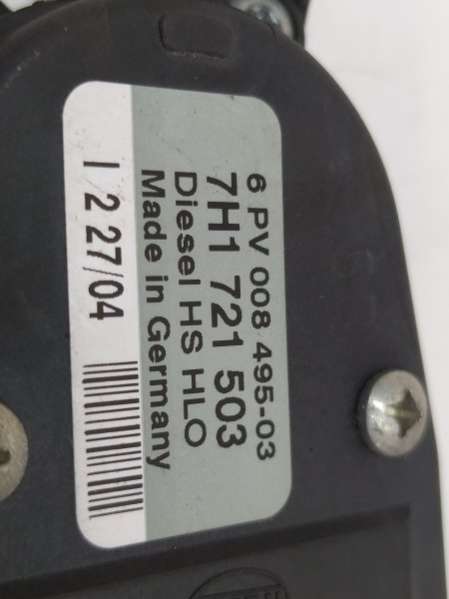 6 PV 008 495-03
7H1 721 503
Diesel HS HLO
Made in Germany
I 2 27/04